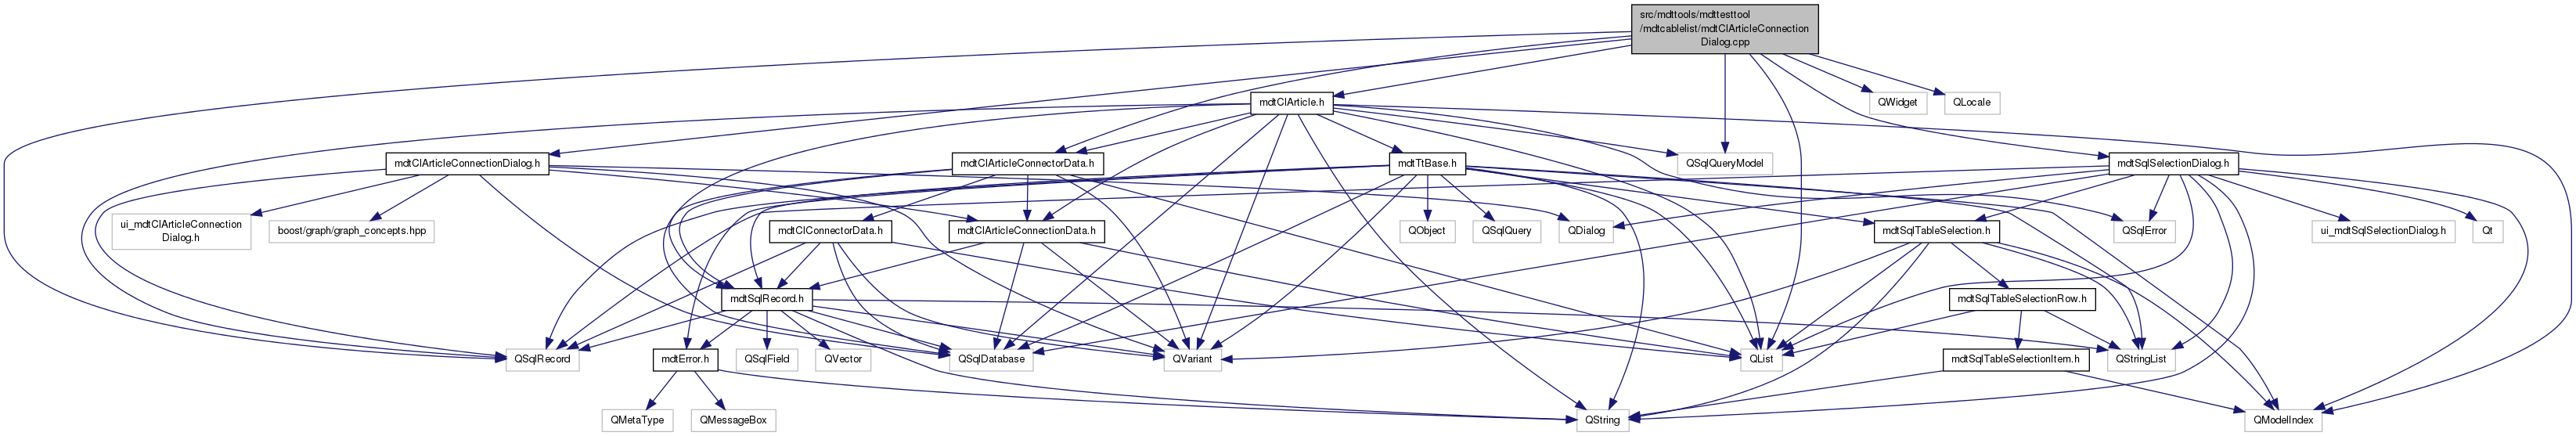 src/mdttools/mdttesttool
/mdtcablelist/mdtClArticleConnection
Dialog.cpp
mdtClArticle.h
QWidget
QLocale
mdtClArticleConnectionDialog.h
mdtClArticleConnectorData.h
mdtTtBase.h
QSqlQueryModel
mdtSqlSelectionDialog.h
ui_mdtClArticleConnection
Dialog.h
boost/graph/graph_concepts.hpp
mdtClConnectorData.h
mdtClArticleConnectionData.h
QObject
QSqlQuery
QDialog
mdtSqlTableSelection.h
QSqlError
ui_mdtSqlSelectionDialog.h
Qt
mdtSqlRecord.h
mdtSqlTableSelectionRow.h
QSqlRecord
mdtError.h
QSqlField
QVector
QSqlDatabase
QVariant
QList
mdtSqlTableSelectionItem.h
QStringList
QMetaType
QMessageBox
QString
QModelIndex